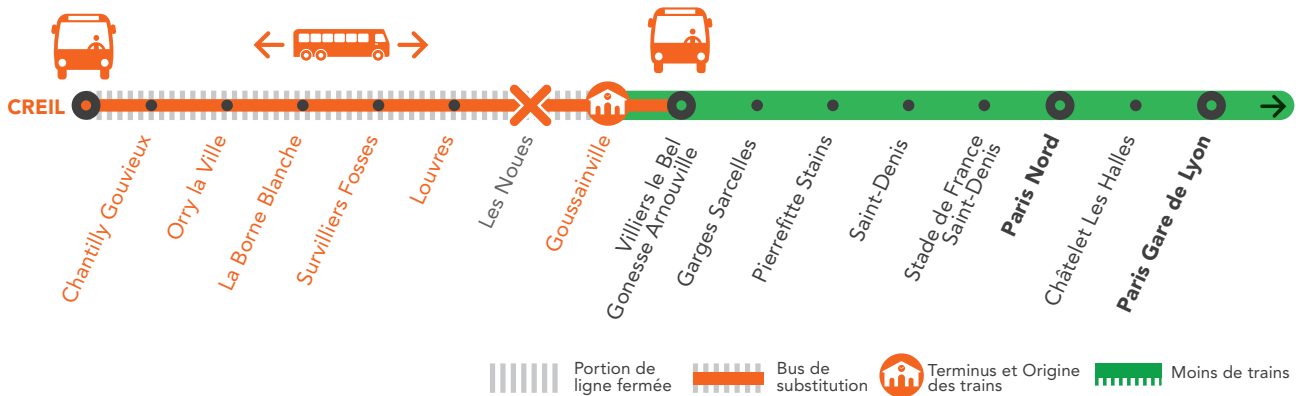 CREIL
Chantilly Gouvieux
Orry la Ville
La Borne Blanche
Survilliers Fosses
Louvres
Les Noues
Goussainville
Villiers le Bel
Gonesse Arnouville
Garges Sarcelles
Pierrefitte Stains
Saint-Denis
Stade de France
Saint-Denis
Paris Nord
Châtelet Les Halles
Paris Gare de Lyon
Portion de
ligne fermée
Bus de
substitution
Terminus et Origine
des trains
Moins de trains